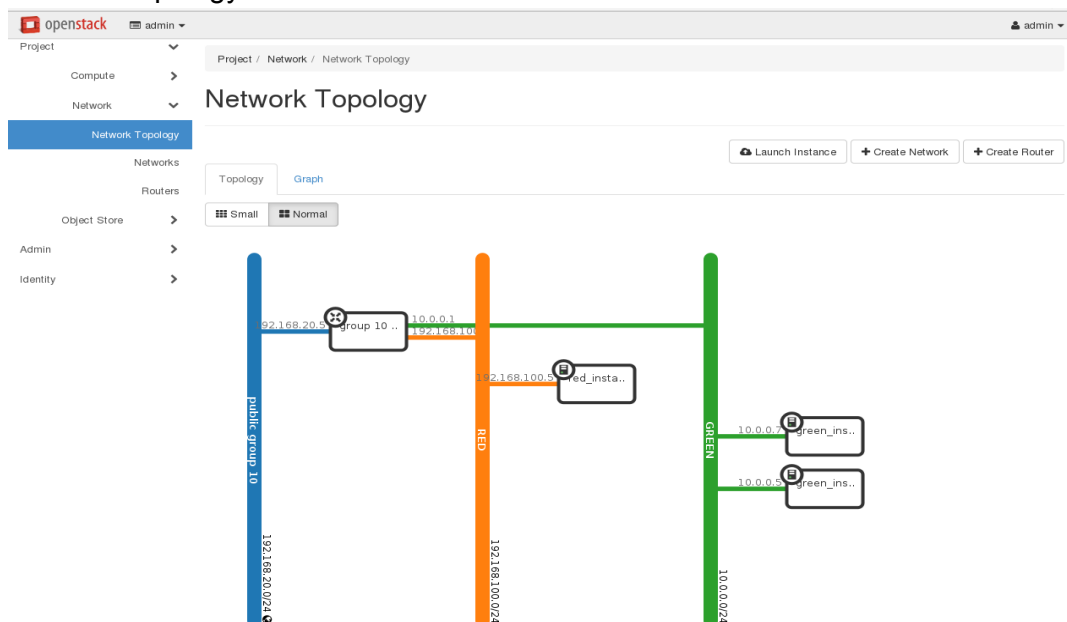 openstack admin admin
Project
Project / Network / Network Topology
Compute
Network
Network Topology
Network Topology
Networks
Routers
Object Store
Admin
Identity
Launch Instance
Create Network
Create Router
Topology Graph
Small Normal
public group 10
192.168.20.0/24
RED
192.168.100.0/24
GREEN
10.0.0.0/24
92.168.20.5
group 10 ..
10.0.0.1
192.168.100
192.168.100.5
red_insta..
10.0.0.7
green_ins..
10.0.0.5
green_ins..